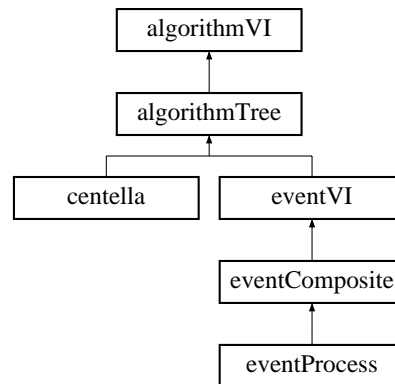 algorithmVI
algorithmTree
centella
eventVI
eventComposite
eventProcess